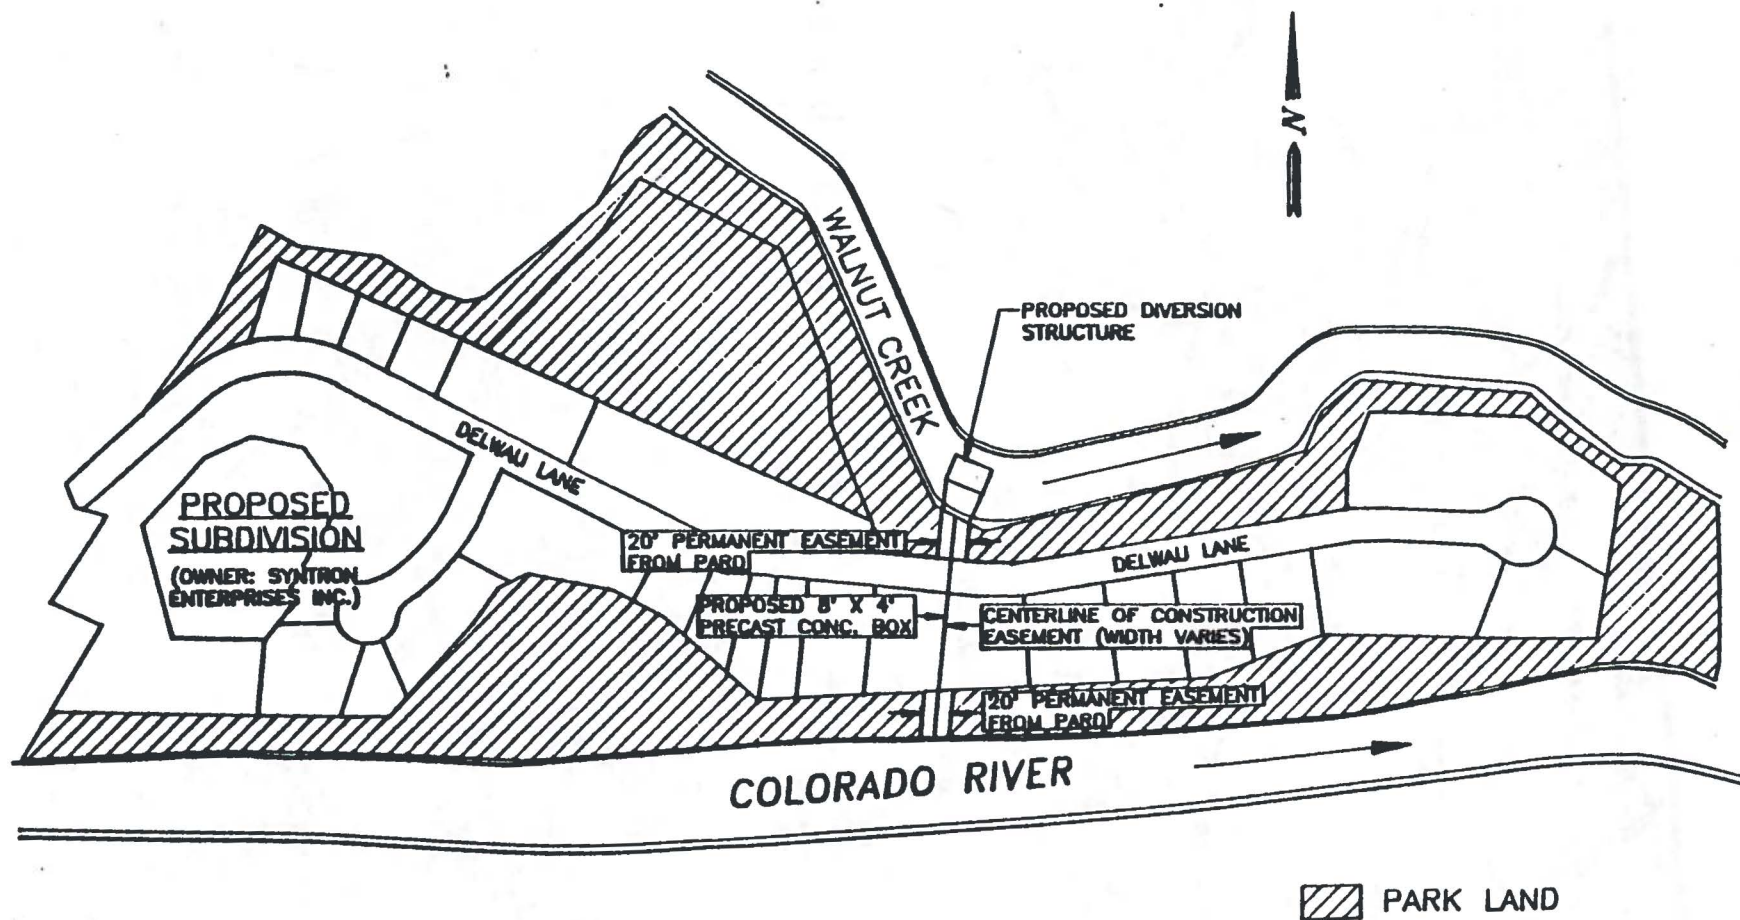 N
WALNUT CREEK
PROPOSED DIVERSION
STRUCTURE
DELWAU LANE
PROPOSED
SUBDIVISION
(OWNER: SYNTRON
ENTERPRISES INC.)
20' PERMANENT EASEMENT
FROM PARD
DELWAU LANE
PROPOSED 8' X 4'
PRECAST CONC. BOX
CENTERLINE OF CONSTRUCTION
EASEMENT (WIDTH VARIES)
20' PERMANENT EASEMENT
FROM PARD
COLORADO RIVER
PARK LAND